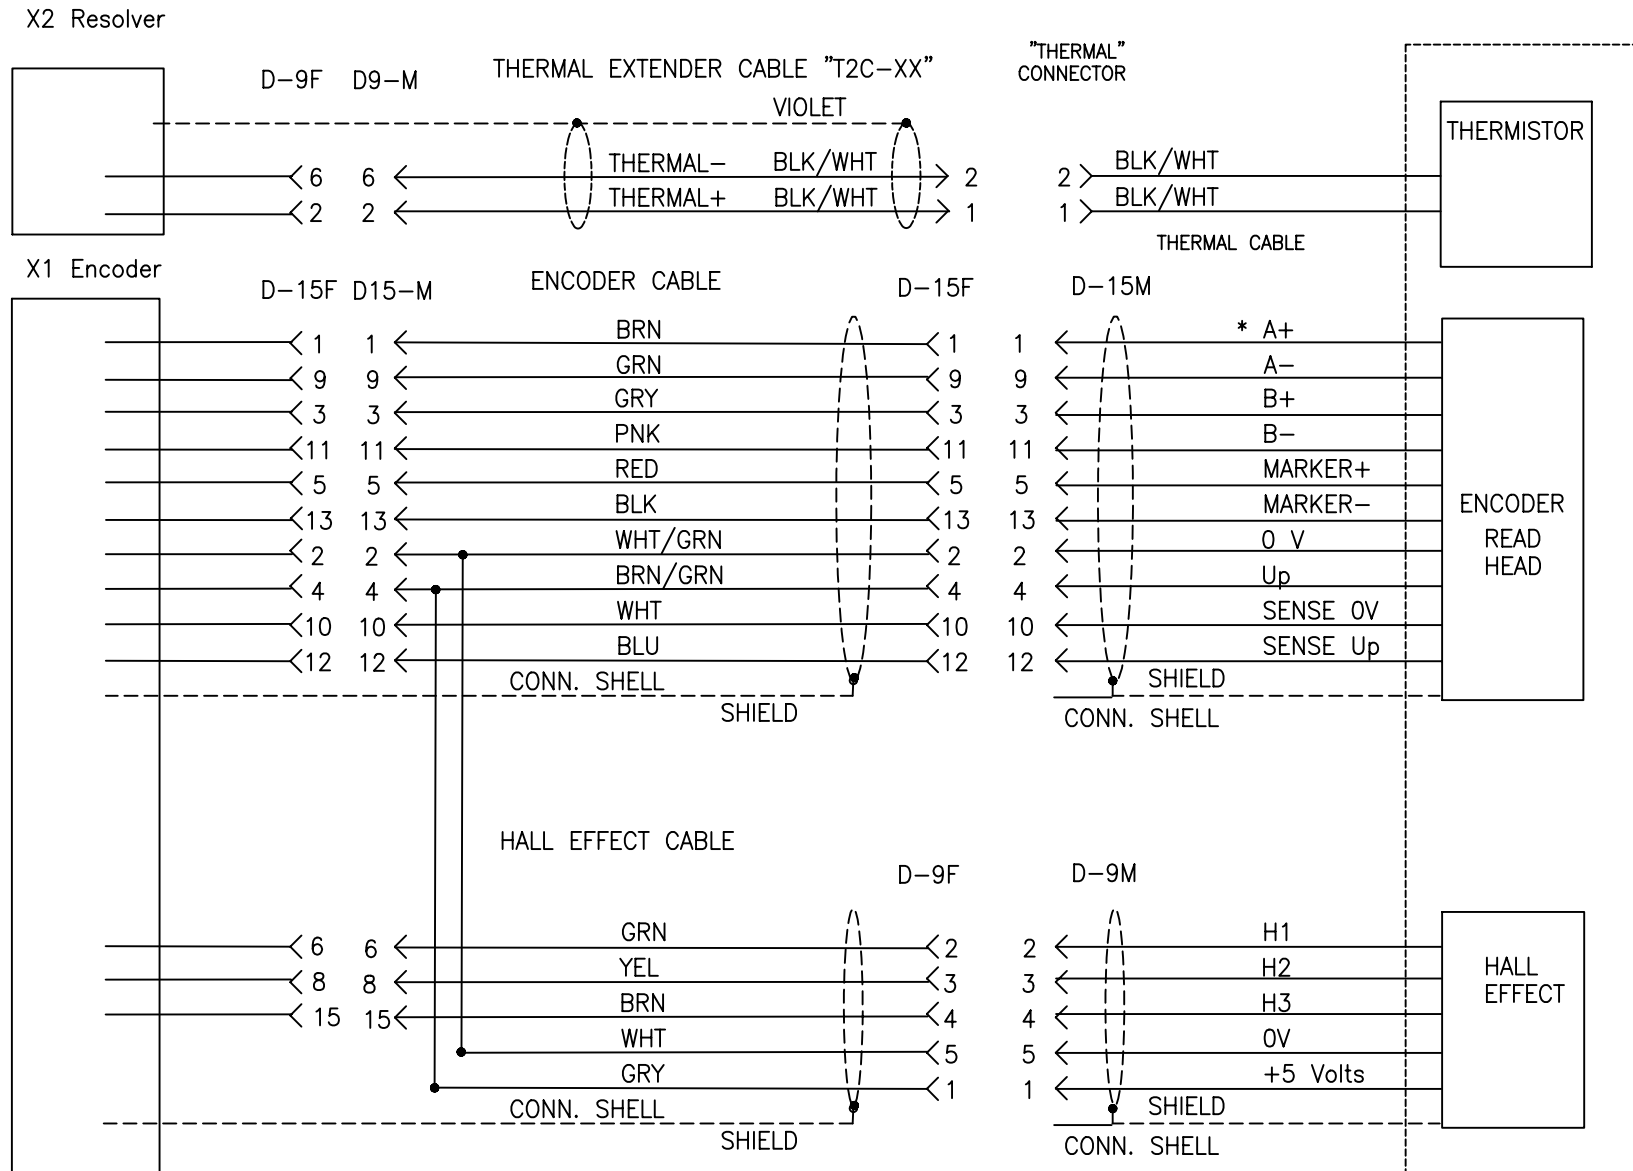 X2 Resolver
D-9F D9-M THERMAL EXTENDER CABLE "T2C-XX" "THERMAL"
CONNECTOR
VIOLET
THERMISTOR
6 6 THERMAL- BLK/WHT 2 2 BLK/WHT
2 2 THERMAL+ BLK/WHT 1 1 BLK/WHT
THERMAL CABLE
X1 Encoder
D-15F D15-M ENCODER CABLE D-15F D-15M
1 1 BRN 1 1 * A+
9 9 GRN 9 9 A-
3 3 GRY 3 3 B+
11 11 PNK 11 11 B-
5 5 RED 5 5 MARKER+
13 13 BLK 13 13 MARKER-
2 2 WHT/GRN 2 2 0 V
4 4 BRN/GRN 4 4 Up
10 10 WHT 10 10 SENSE 0V
12 12 BLU 12 12 SENSE Up
ENCODER
READ
HEAD
CONN. SHELL SHIELD
SHIELD CONN. SHELL
HALL EFFECT CABLE
D-9F D-9M
6 6 GRN 2 2 H1
8 8 YEL 3 3 H2
15 15 BRN 4 4 H3
WHT 5 5 0V
GRY 1 1 +5 Volts
HALL
EFFECT
CONN. SHELL SHIELD
SHIELD CONN. SHELL